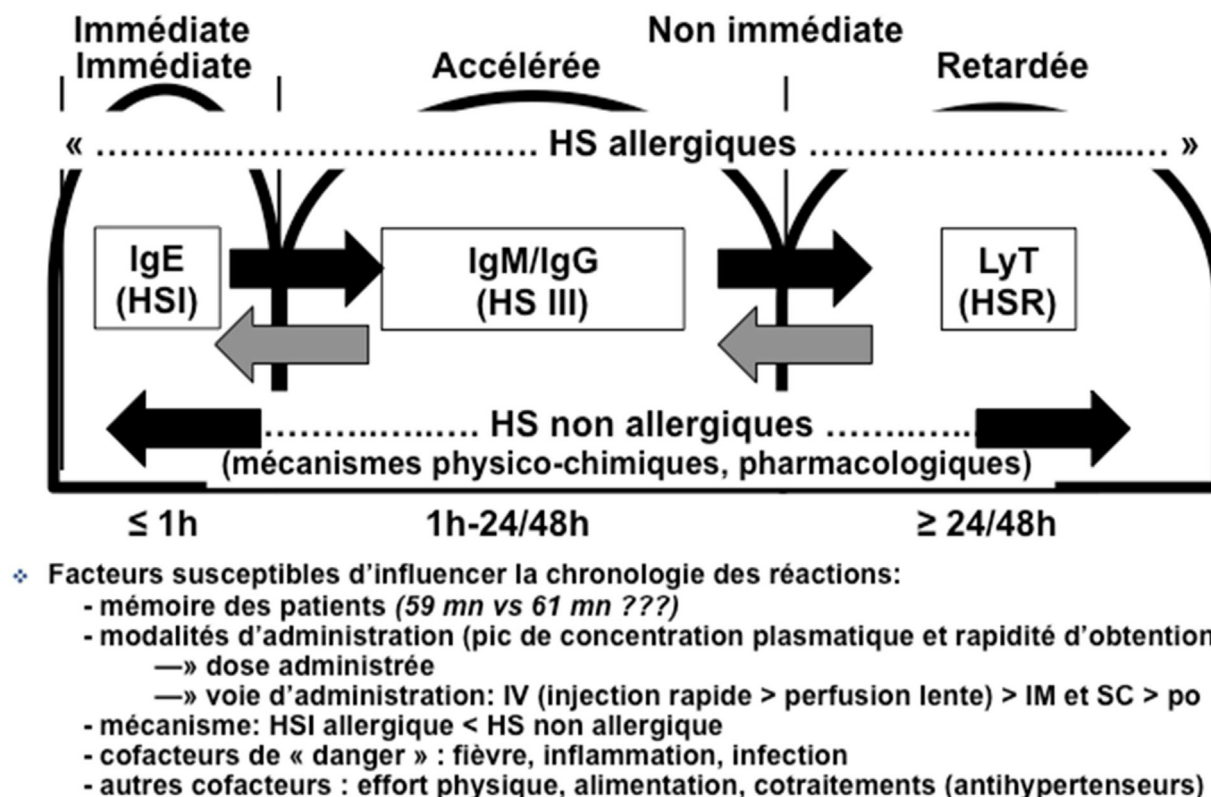 Immédiate Non immédiate
Immédiate Accélérée Retardée
« ................................................ HS allergiques ................................................ »
IgE
(HSI)
IgM/IgG
(HS III)
LyT
(HSR)
..................... HS non allergiques .....................
(mécanismes physico-chimiques, pharmacologiques)
≤ 1h 1h-24/48h ≥ 24/48h
❖ Facteurs susceptibles d’influencer la chronologie des réactions:
- mémoire des patients (59 mn vs 61 mn ???)
- modalités d’administration (pic de concentration plasmatique et rapidité d’obtention
—» dose administrée
—» voie d’administration: IV (injection rapide > perfusion lente) > IM et SC > po
- mécanisme: HSI allergique < HS non allergique
- cofacteurs de « danger » : fièvre, inflammation, infection
- autres cofacteurs : effort physique, alimentation, cotraitements (antihypertenseurs)